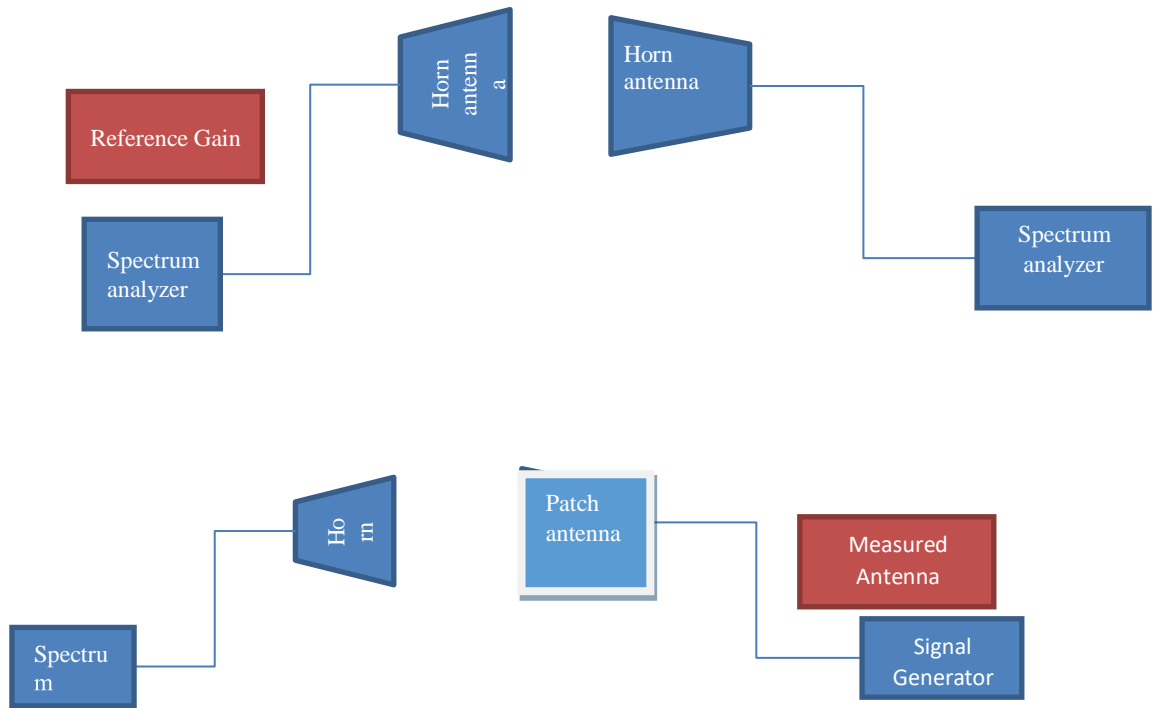 Horn
antenn
a
Horn
antenna
Reference Gain
Spectrum
analyzer
Spectrum
analyzer
Ho
rn
Patch
antenna
Measured
Antenna
Spectru
m
Signal
Generator